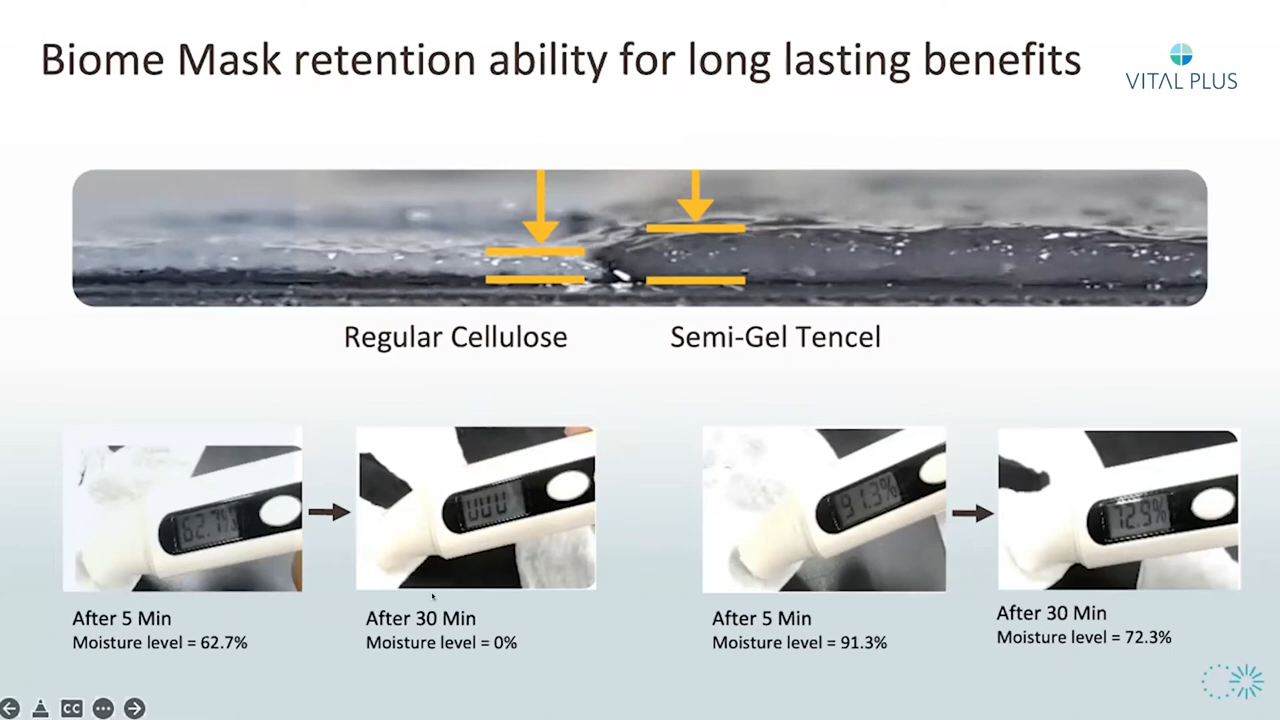 Biome Mask retention ability for long lasting benefits
VITAL PLUS
Regular Cellulose
Semi-Gel Tencel
62.7%
91.3%
72.9%
After 5 Min
Moisture level = 62.7%
After 30 Min
Moisture level = 0%
After 5 Min
Moisture level = 91.3%
After 30 Min
Moisture level = 72.3%
CC